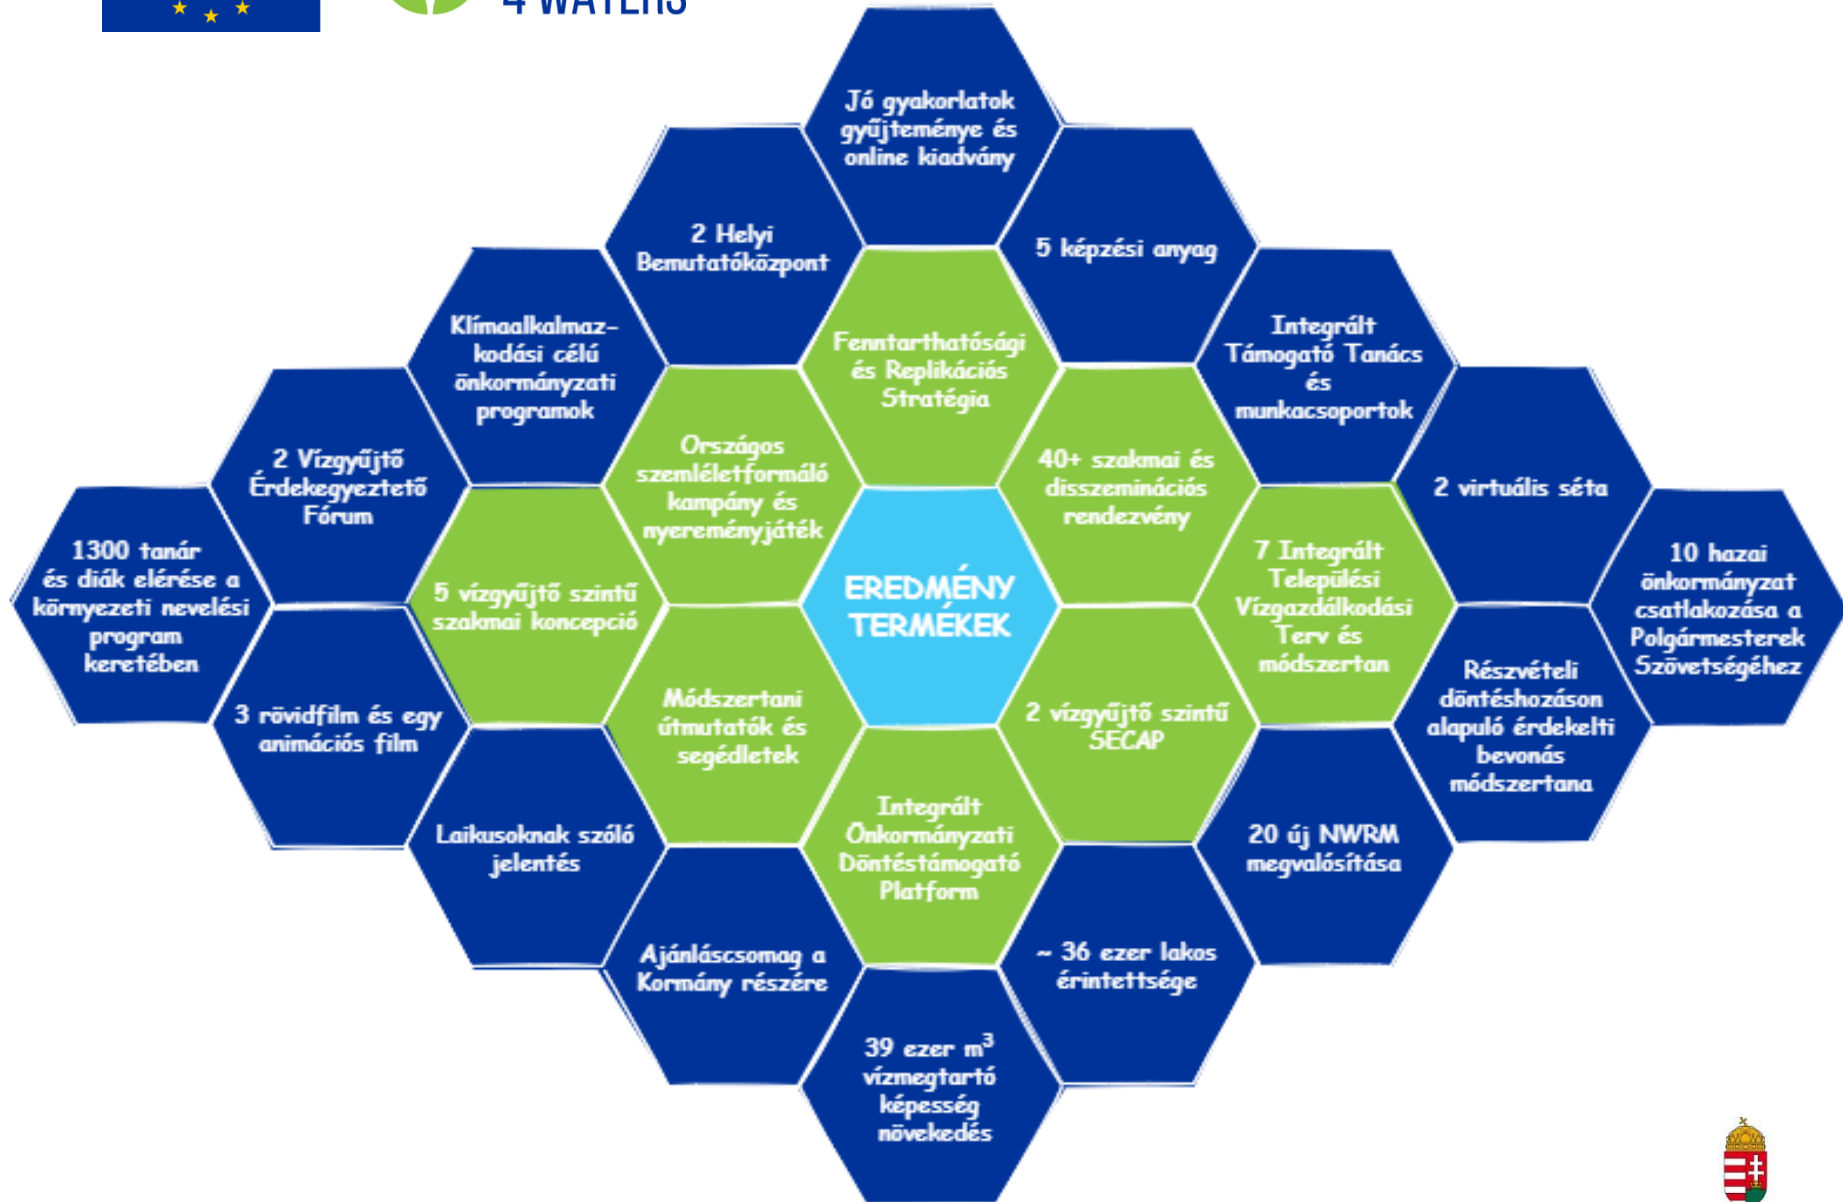 4 WATERS
Jó gyakorlatok
gyűjteménye és
online kiadvány
2 Helyi
Bemutatóközpont
5 képzési anyag
Klímaalkalmaz-
kodási célú
önkormányzati
programok
Fenntarthatósági
és Replikációs
Stratégia
Integrált
Támogató Tanács
és
munkacsoportok
2 Vízgyűjtő
Érdekegyeztető
Fórum
Országos
szemléletformáló
kampány és
nyereményjáték
40+ szakmai és
disszeminációs
rendezvény
2 virtuális séta
1300 tanár
és diák elérése a
környezeti nevelési
program
keretében
5 vízgyűjtő szintű
szakmai koncepció
EREDMÉNY
TERMÉKEK
7 Integrált
Települési
Vízgazdálkodási
Terv és
módszertan
10 hazai
önkormányzat
csatlakozása a
Polgármesterek
Szövetségéhez
3 rövidfilm és egy
animációs film
Módszertani
útmutatók és
segédletek
2 vízgyűjtő szintű
SECAP
Részvételi
döntéshozáson
alapuló érdekelti
bevonás
módszertana
Laikusoknak szóló
jelentés
Integrált
Önkormányzati
Döntéstámogató
Platform
20 új NWRM
megvalósítása
Ajánláscsomag a
Kormány részére
~ 36 ezer lakos
érintettsége
39 ezer m³
vízmegtartó
képesség
növekedés